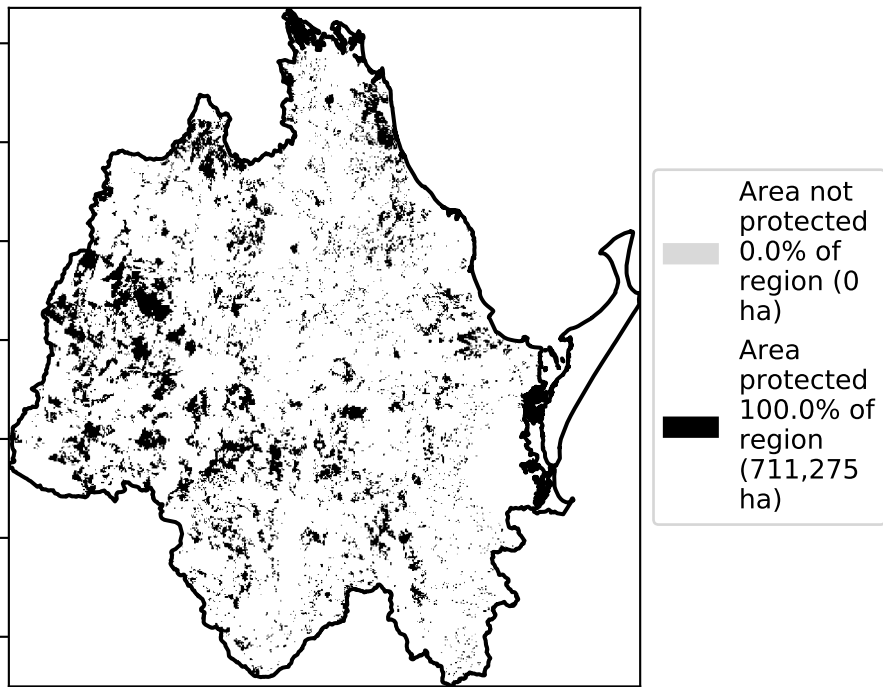 Area not
protected
0.0% of
region (0
ha)
Area
protected
100.0% of
region
(711,275
ha)